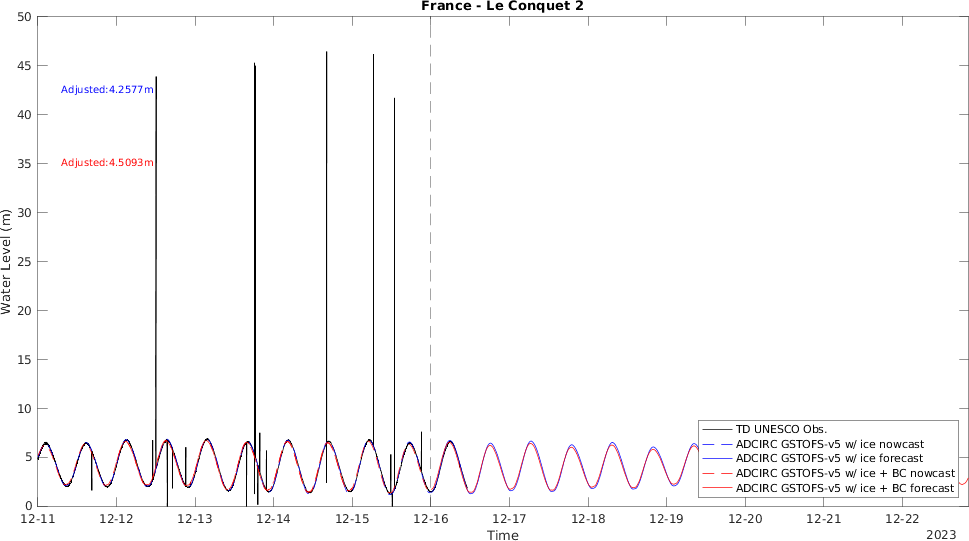 France - Le Conquet 2
50
45
40
35
30
25
20
15
10
5
0
Water Level (m)
Adjusted:4.2577m
Adjusted:4.5093m
TD UNESCO Obs.
ADCIRC GSTOFS-v5 w/ ice nowcast
ADCIRC GSTOFS-v5 w/ ice forecast
ADCIRC GSTOFS-v5 w/ ice + BC nowcast
ADCIRC GSTOFS-v5 w/ ice + BC forecast
12-11 12-12 12-13 12-14 12-15 12-16 12-17 12-18 12-19 12-20 12-21 12-22
Time
2023